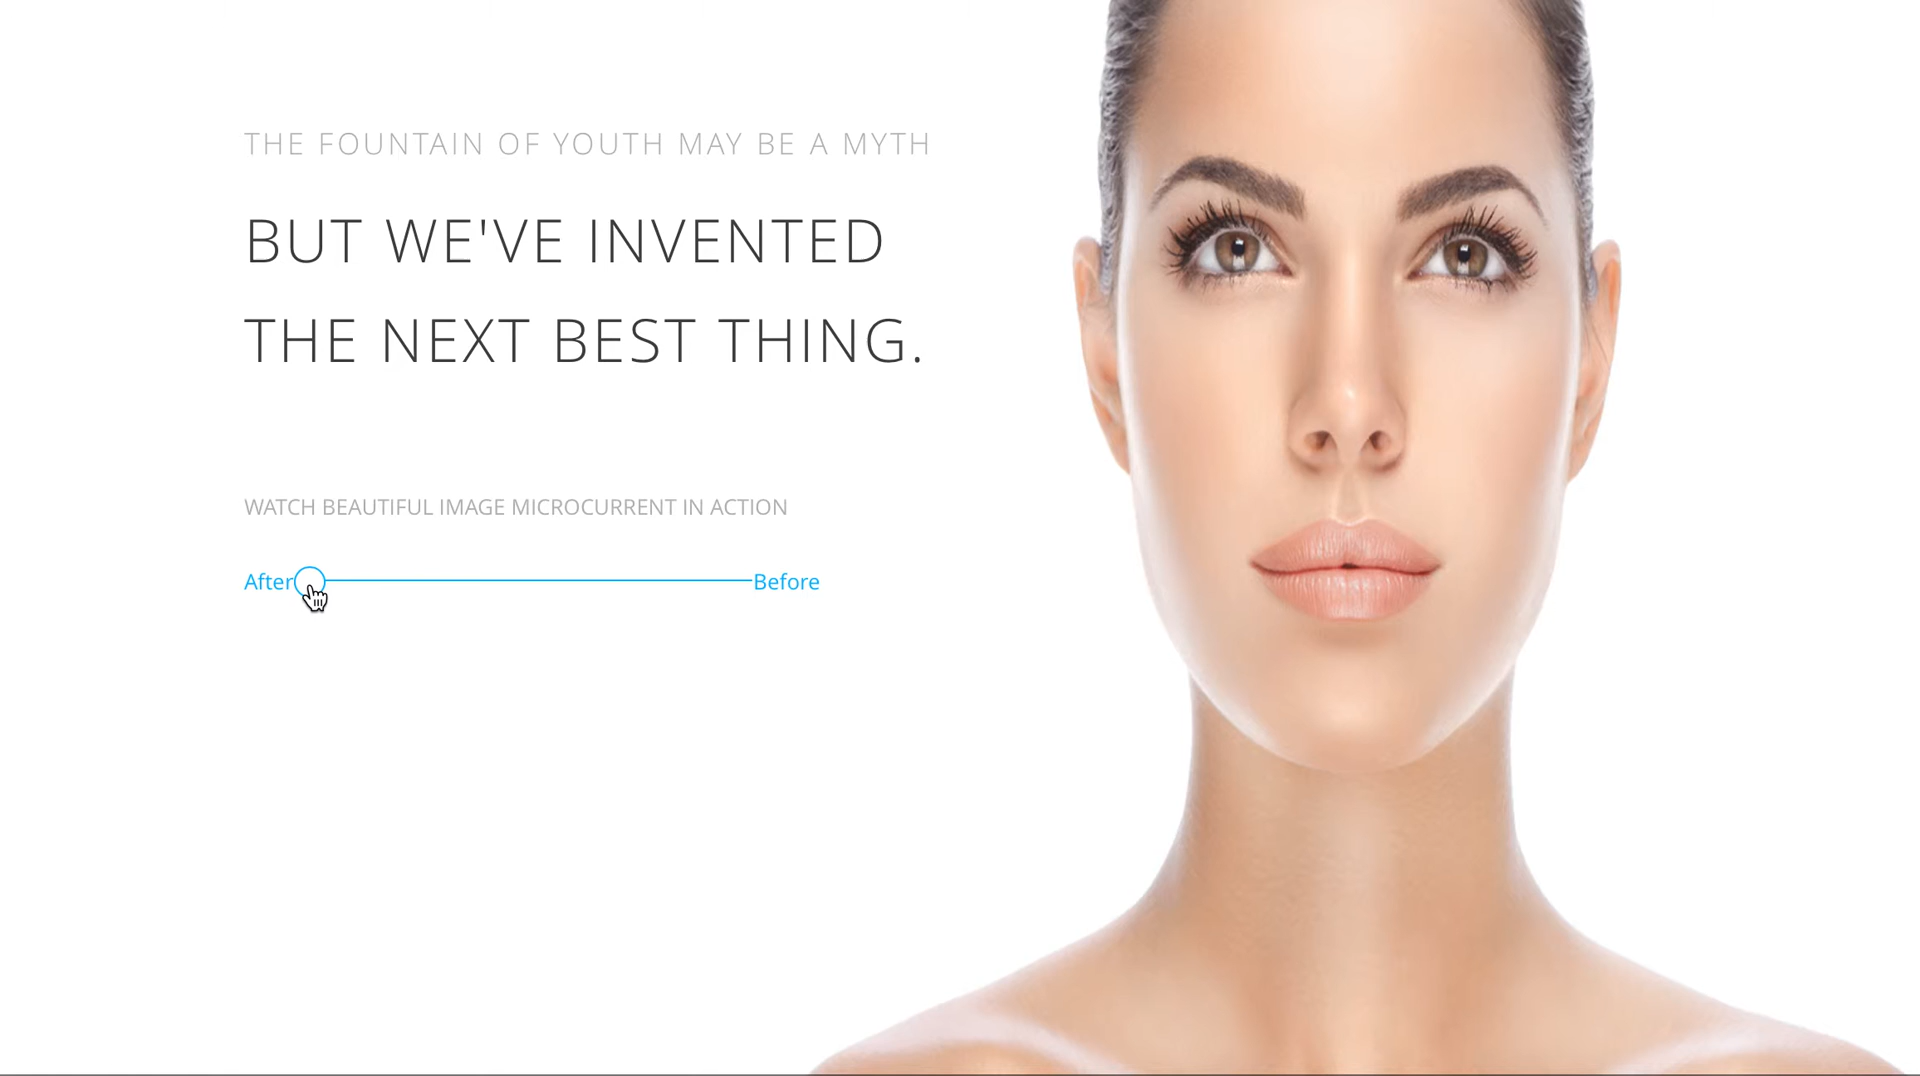 THE FOUNTAIN OF YOUTH MAY BE A MYTH
BUT WE'VE INVENTED
THE NEXT BEST THING.
WATCH BEAUTIFUL IMAGE MICROCURRENT IN ACTION
After Before